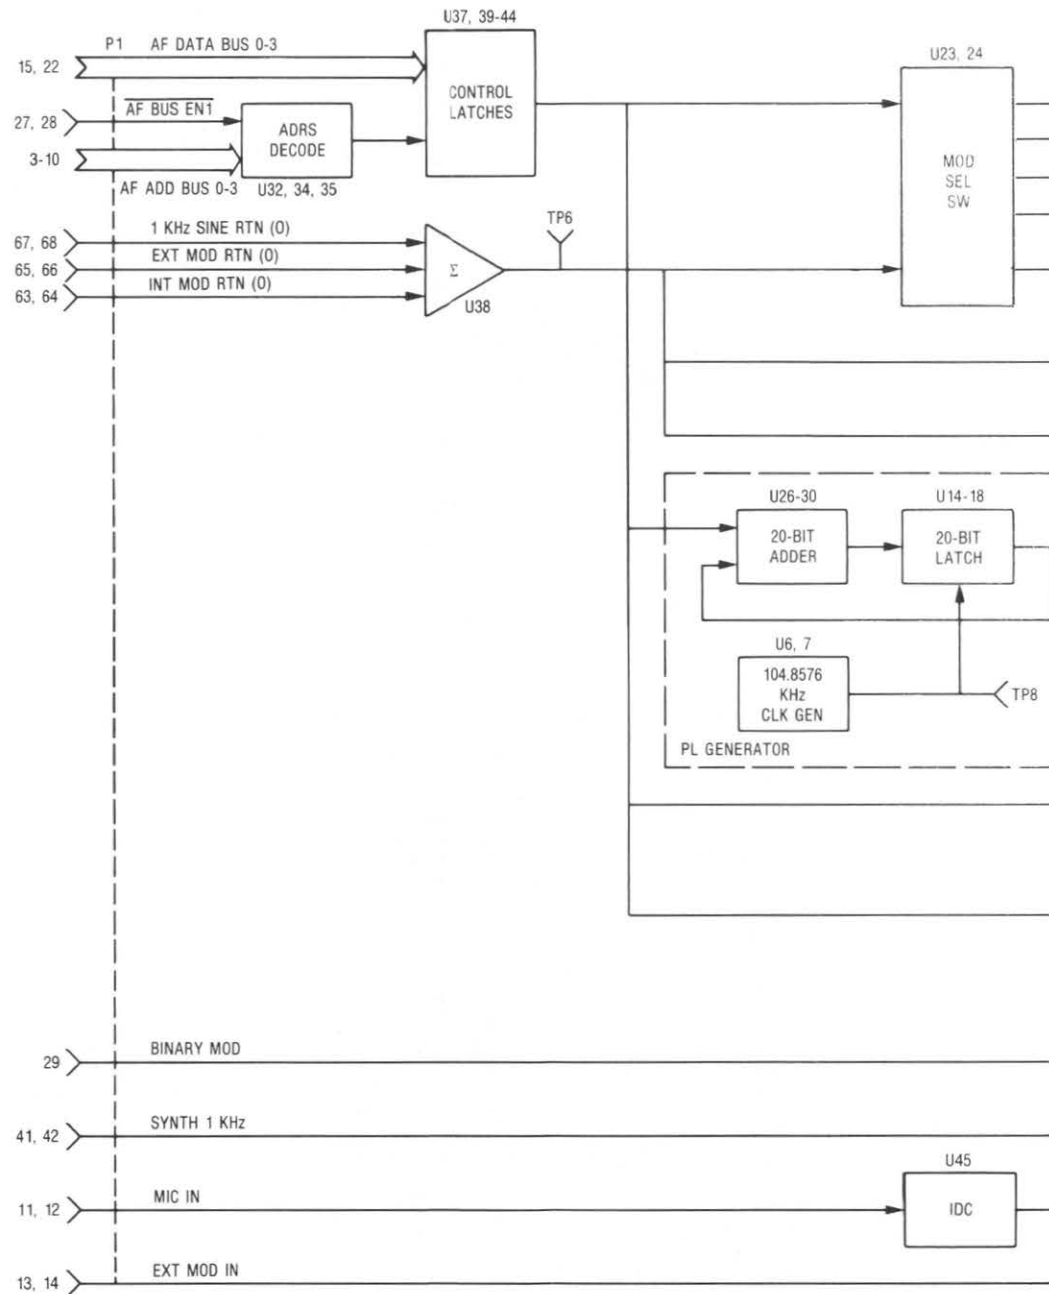 U37, 39-44
P1 AF DATA BUS 0-3
15, 22
CONTROL
LATCHES
U23, 24
AF BUS EN1
27, 28
ADRS
DECODE
3-10
AF ADD BUS 0-3
U32, 34, 35
MOD
SEL
SW
1 KHz SINE RTN (0)
67, 68
EXT MOD RTN (0)
65, 66
INT MOD RTN (0)
63, 64
Σ
U38
TP6
U26-30
U14-18
20-BIT
ADDER
20-BIT
LATCH
U6, 7
104.8576
KHz
CLK GEN
TP8
PL GENERATOR
BINARY MOD
29
SYNTH 1 KHz
41, 42
U45
MIC IN
11, 12
IDC
EXT MOD IN
13, 14